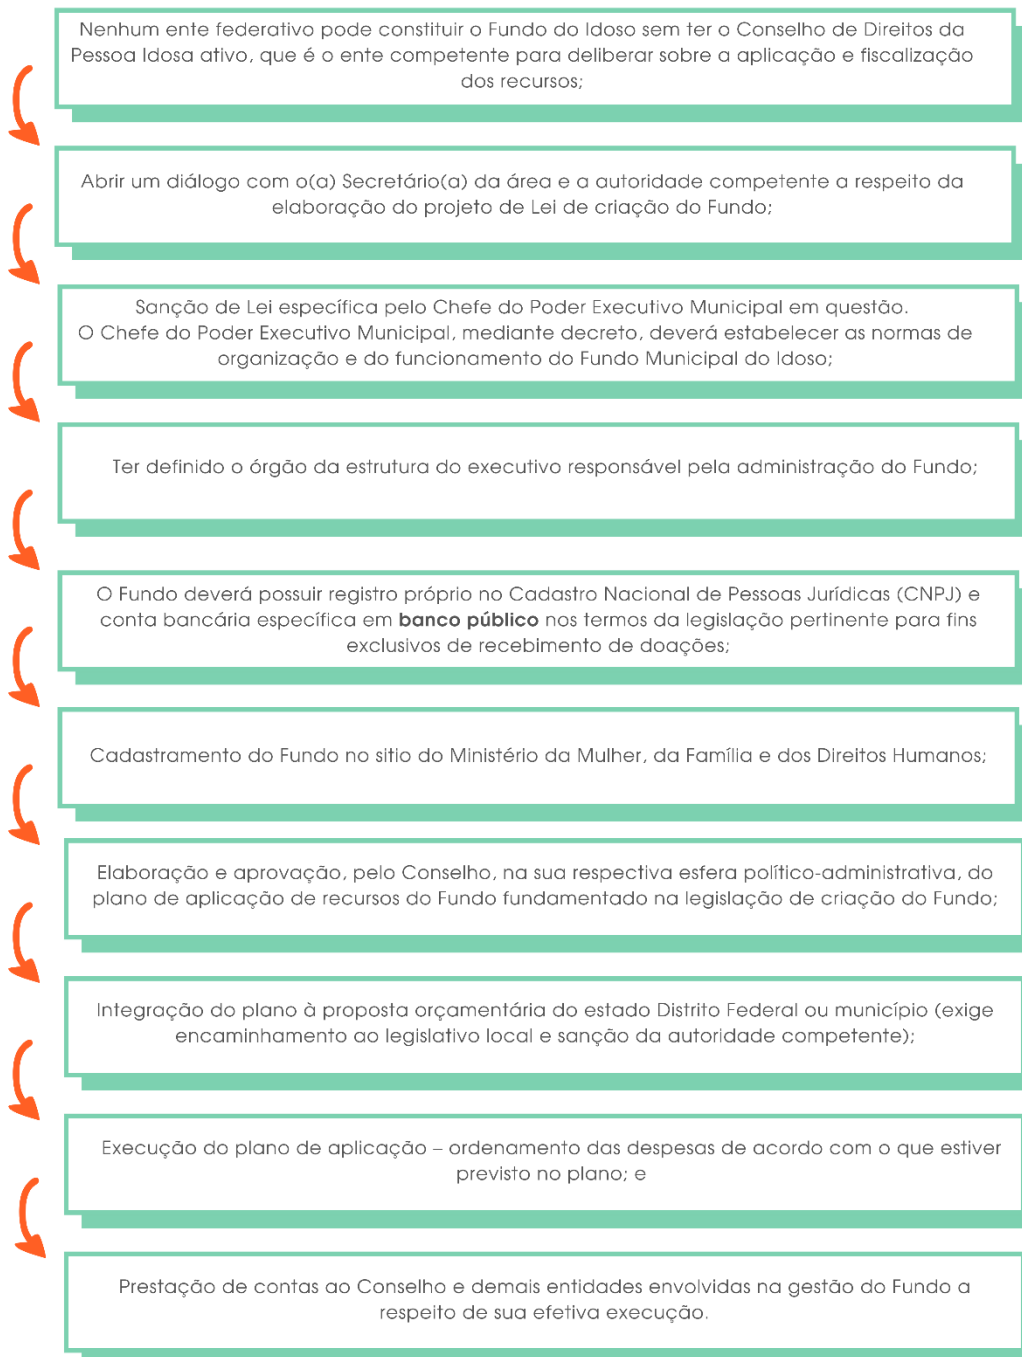 Nenhum ente federativo pode constituir o Fundo do Idoso sem ter o Conselho de Direitos da
Pessoa Idosa ativo, que é o ente competente para deliberar sobre a aplicação e fiscalização
dos recursos;
Abrir um diálogo com o(a) Secretário(a) da área e a autoridade competente a respeito da
elaboração do projeto de Lei de criação do Fundo;
Sanção de Lei específica pelo Chefe do Poder Executivo Municipal em questão.
O Chefe do Poder Executivo Municipal, mediante decreto, deverá estabelecer as normas de
organização e do funcionamento do Fundo Municipal do Idoso;
Ter definido o órgão da estrutura do executivo responsável pela administração do Fundo;
O Fundo deverá possuir registro próprio no Cadastro Nacional de Pessoas Jurídicas (CNPJ) e
conta bancária específica em banco público nos termos da legislação pertinente para fins
exclusivos de recebimento de doações;
Cadastramento do Fundo no sitio do Ministério da Mulher, da Família e dos Direitos Humanos;
Elaboração e aprovação, pelo Conselho, na sua respectiva esfera político-administrativa, do
plano de aplicação de recursos do Fundo fundamentado na legislação de criação do Fundo;
Integração do plano à proposta orçamentária do estado Distrito Federal ou município (exige
encaminhamento ao legislativo local e sanção da autoridade competente);
Execução do plano de aplicação – ordenamento das despesas de acordo com o que estiver
previsto no plano; e
Prestação de contas ao Conselho e demais entidades envolvidas na gestão do Fundo a
respeito de sua efetiva execução.